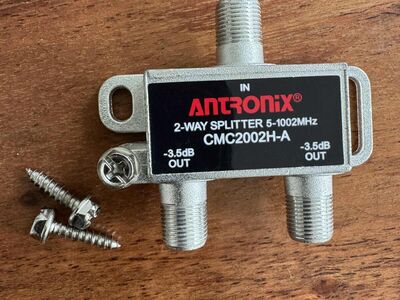 IN
ANTRONIX®
2-WAY SPLITTER 5-1002MHz
CMC2002H-A
-3.5dB
OUT
-3.5dB
OUT